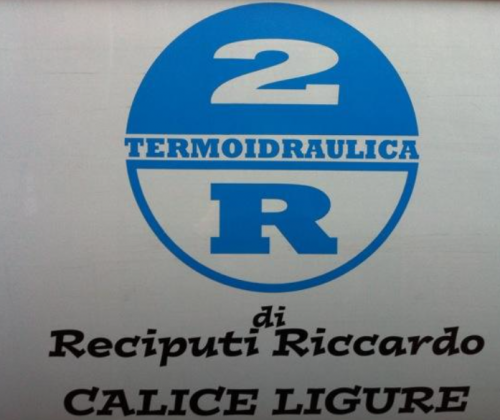 2
TERMOIDRAULICA
R
di
Reciputi Riccardo
CALICE LIGURE